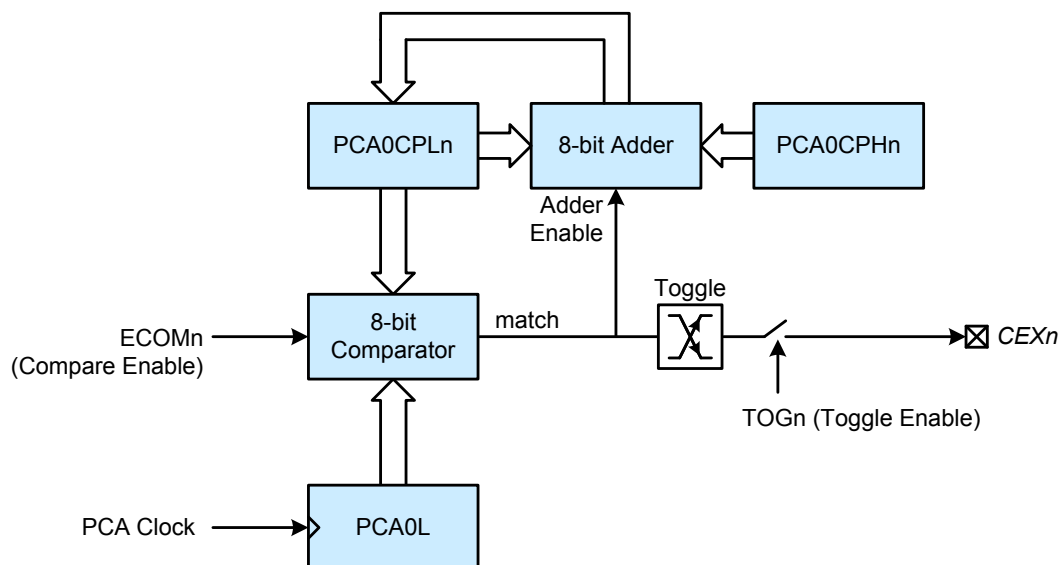 PCA0CPLn
8-bit Adder
PCA0CPHn
Adder
Enable
Toggle
ECOMn
(Compare Enable)
8-bit
Comparator
match
CEXn
TOGn (Toggle Enable)
PCA Clock
PCA0L